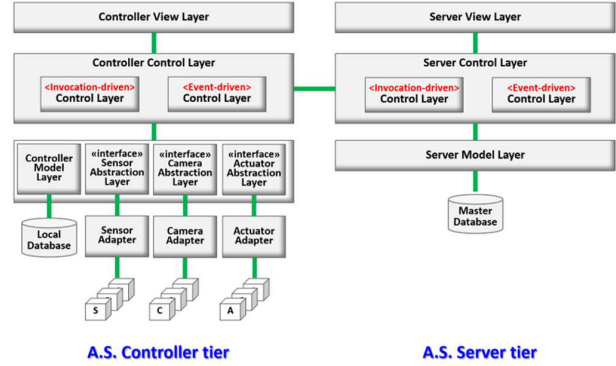 Controller View Layer
Controller Control Layer
<Invocation-driven>
Control Layer
<Event-driven>
Control Layer
Controller
Model
Layer
«interface»
Sensor
Abstraction
Layer
«interface»
Camera
Abstraction
Layer
«interface»
Actuator
Abstraction
Layer
Local
Database
Sensor
Adapter
Camera
Adapter
Actuator
Adapter
S
C
A
A.S. Controller tier
Server View Layer
Server Control Layer
<Invocation-driven>
Control Layer
<Event-driven>
Control Layer
Server Model Layer
Master
Database
A.S. Server tier